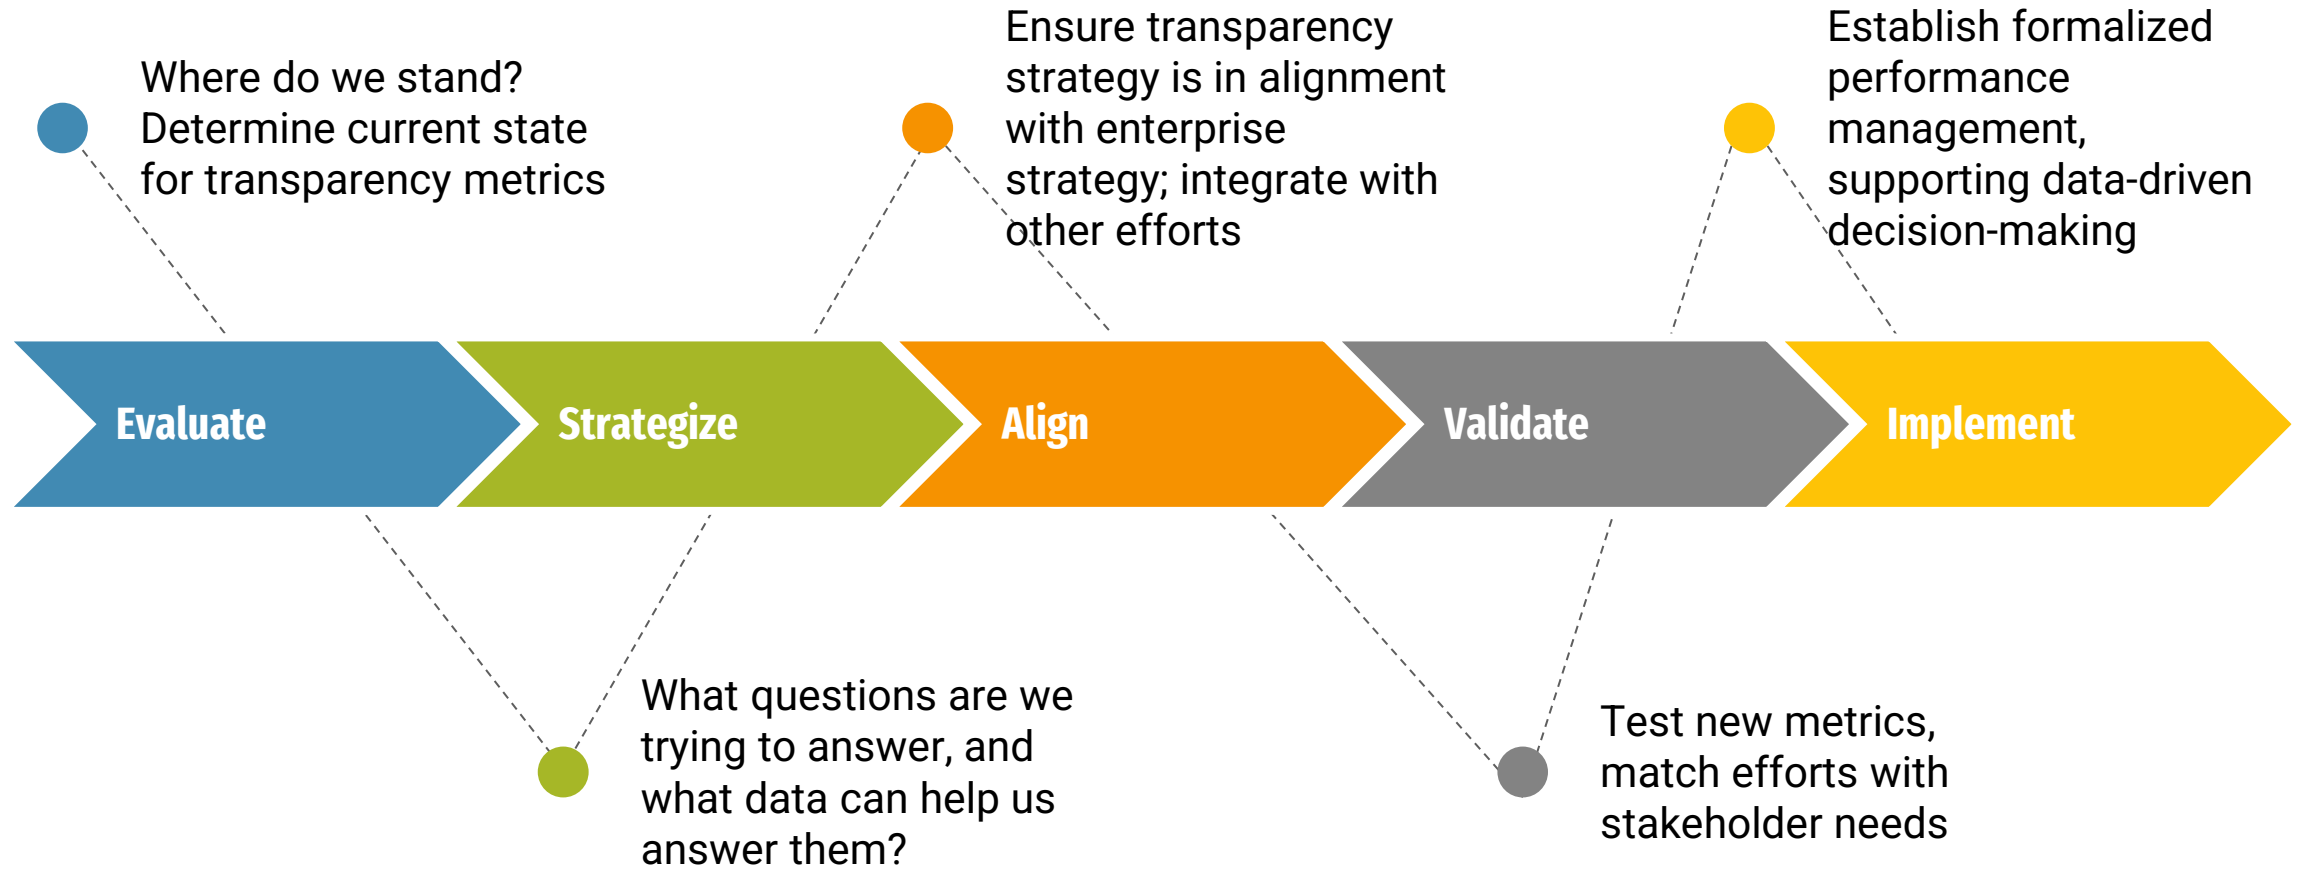 Where do we stand?
Determine current state
for transparency metrics
Ensure transparency
strategy is in alignment
with enterprise
strategy; integrate with
other efforts
Establish formalized
performance
management,
supporting data-driven
decision-making
Evaluate
Strategize
Align
Validate
Implement
What questions are we
trying to answer, and
what data can help us
answer them?
Test new metrics,
match efforts with
stakeholder needs